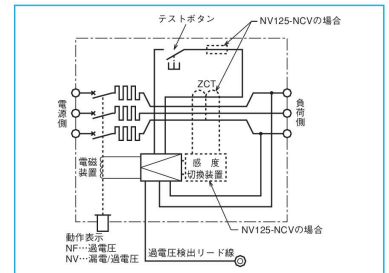 テストボタン
NV125-NCVの場合
ZCT
電源側
負荷側
電磁
装置
感 度
切換装置
NV125-NCVの場合
動作表示
NF…過電圧
NV…漏電/過電圧
過電圧検出リード線